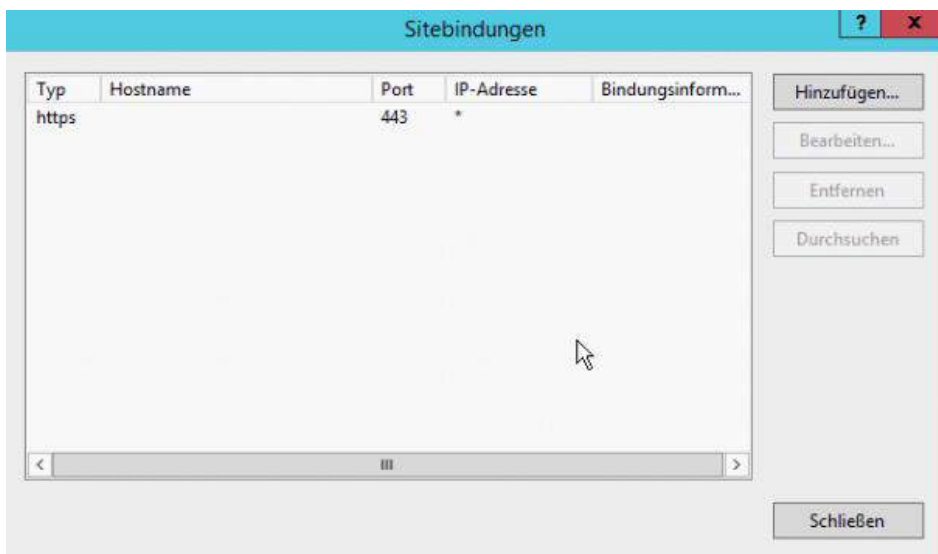 Sitebindungen
?
x
Typ Hostname Port IP-Adresse Bindungsinform...
https 443 *
Hinzufügen...
Bearbeiten...
Entfernen
Durchsuchen
Schließen